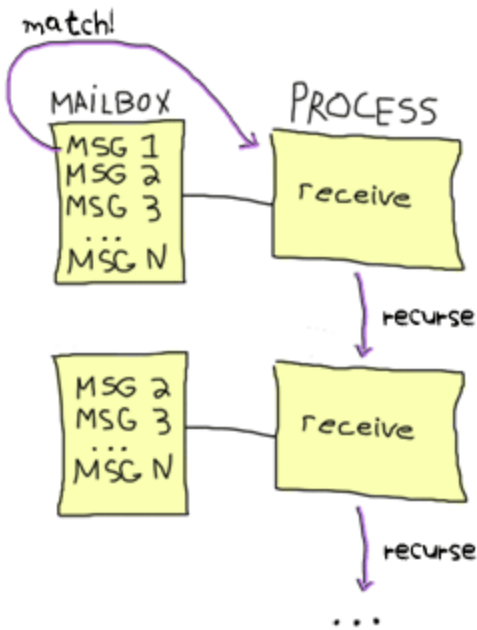 match!
MAILBOX
PROCESS
MSG 1
MSG 2
MSG 3
...
MSG N
receive
recurse
MSG 2
MSG 3
...
MSG N
receive
recurse
...